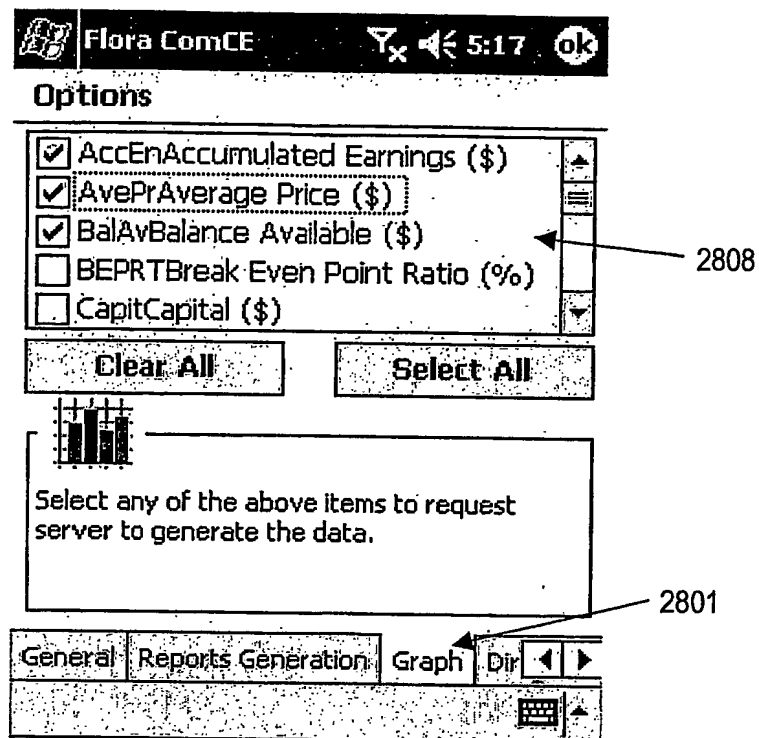 Flora ComCE 5:17 ok
Options
AccEnAccumulated Earnings ($)
AvePrAverage Price ($)
BalAvBalance Available ($)
2808
BEPRTBreak Even Point Ratio (%)
CapitCapital ($)
Clear All Select All
Select any of the above items to request
server to generate the data.
2801
General Reports Generation Graph Dir